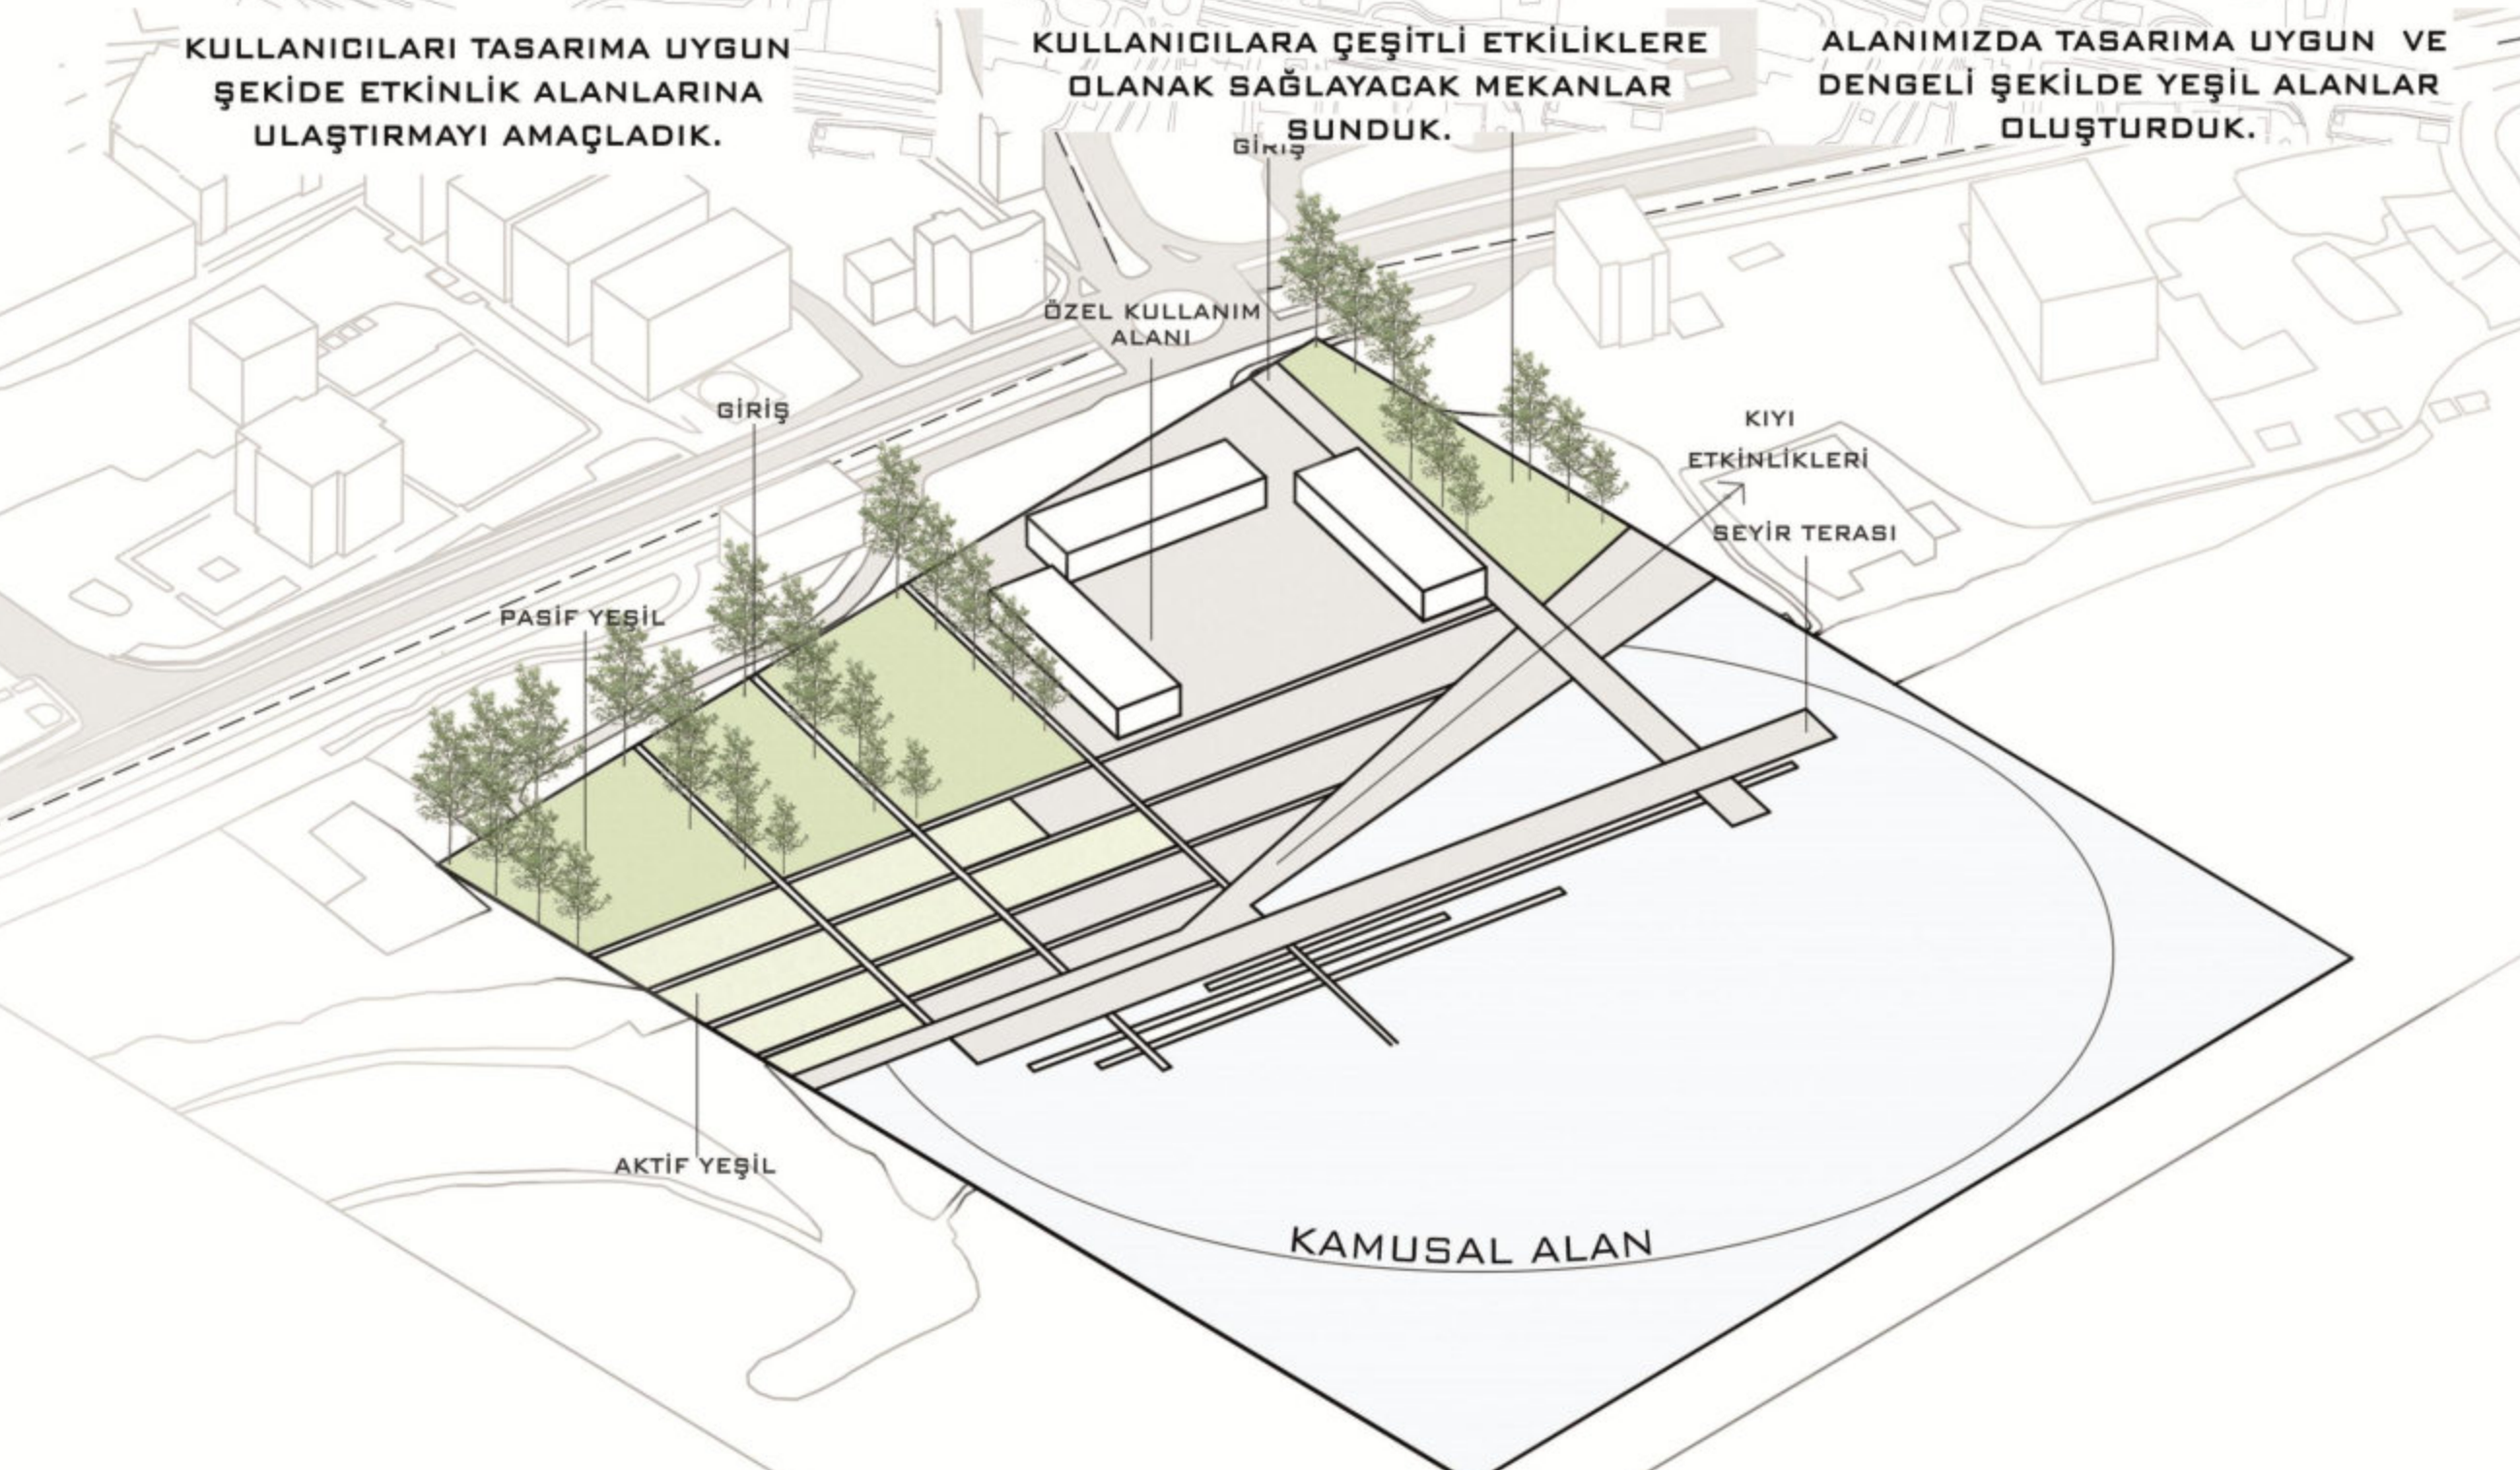 KULLANICILARI TASARIMA UYGUN
ŞEKİDE ETKİNLİK ALANLARINA
ULAŞTIRMAYI AMAÇLADIK.
KULLANICILARA ÇEŞİTLİ ETKİLİKLERE
OLANAK SAĞLAYACAK MEKANLAR
SUNDUK.
ALANIMIZDA TASARIMA UYGUN VE
DENGELİ ŞEKİLDE YEŞİL ALANLAR
OLUŞTURDUK.
GİRİŞ
ÖZEL KULLANIM
ALANI
GİRİŞ
KIYI
ETKİNLİKLERİ
SEYİR TERASI
PASİF YEŞİL
AKTİF YEŞİL
KAMUSAL ALAN